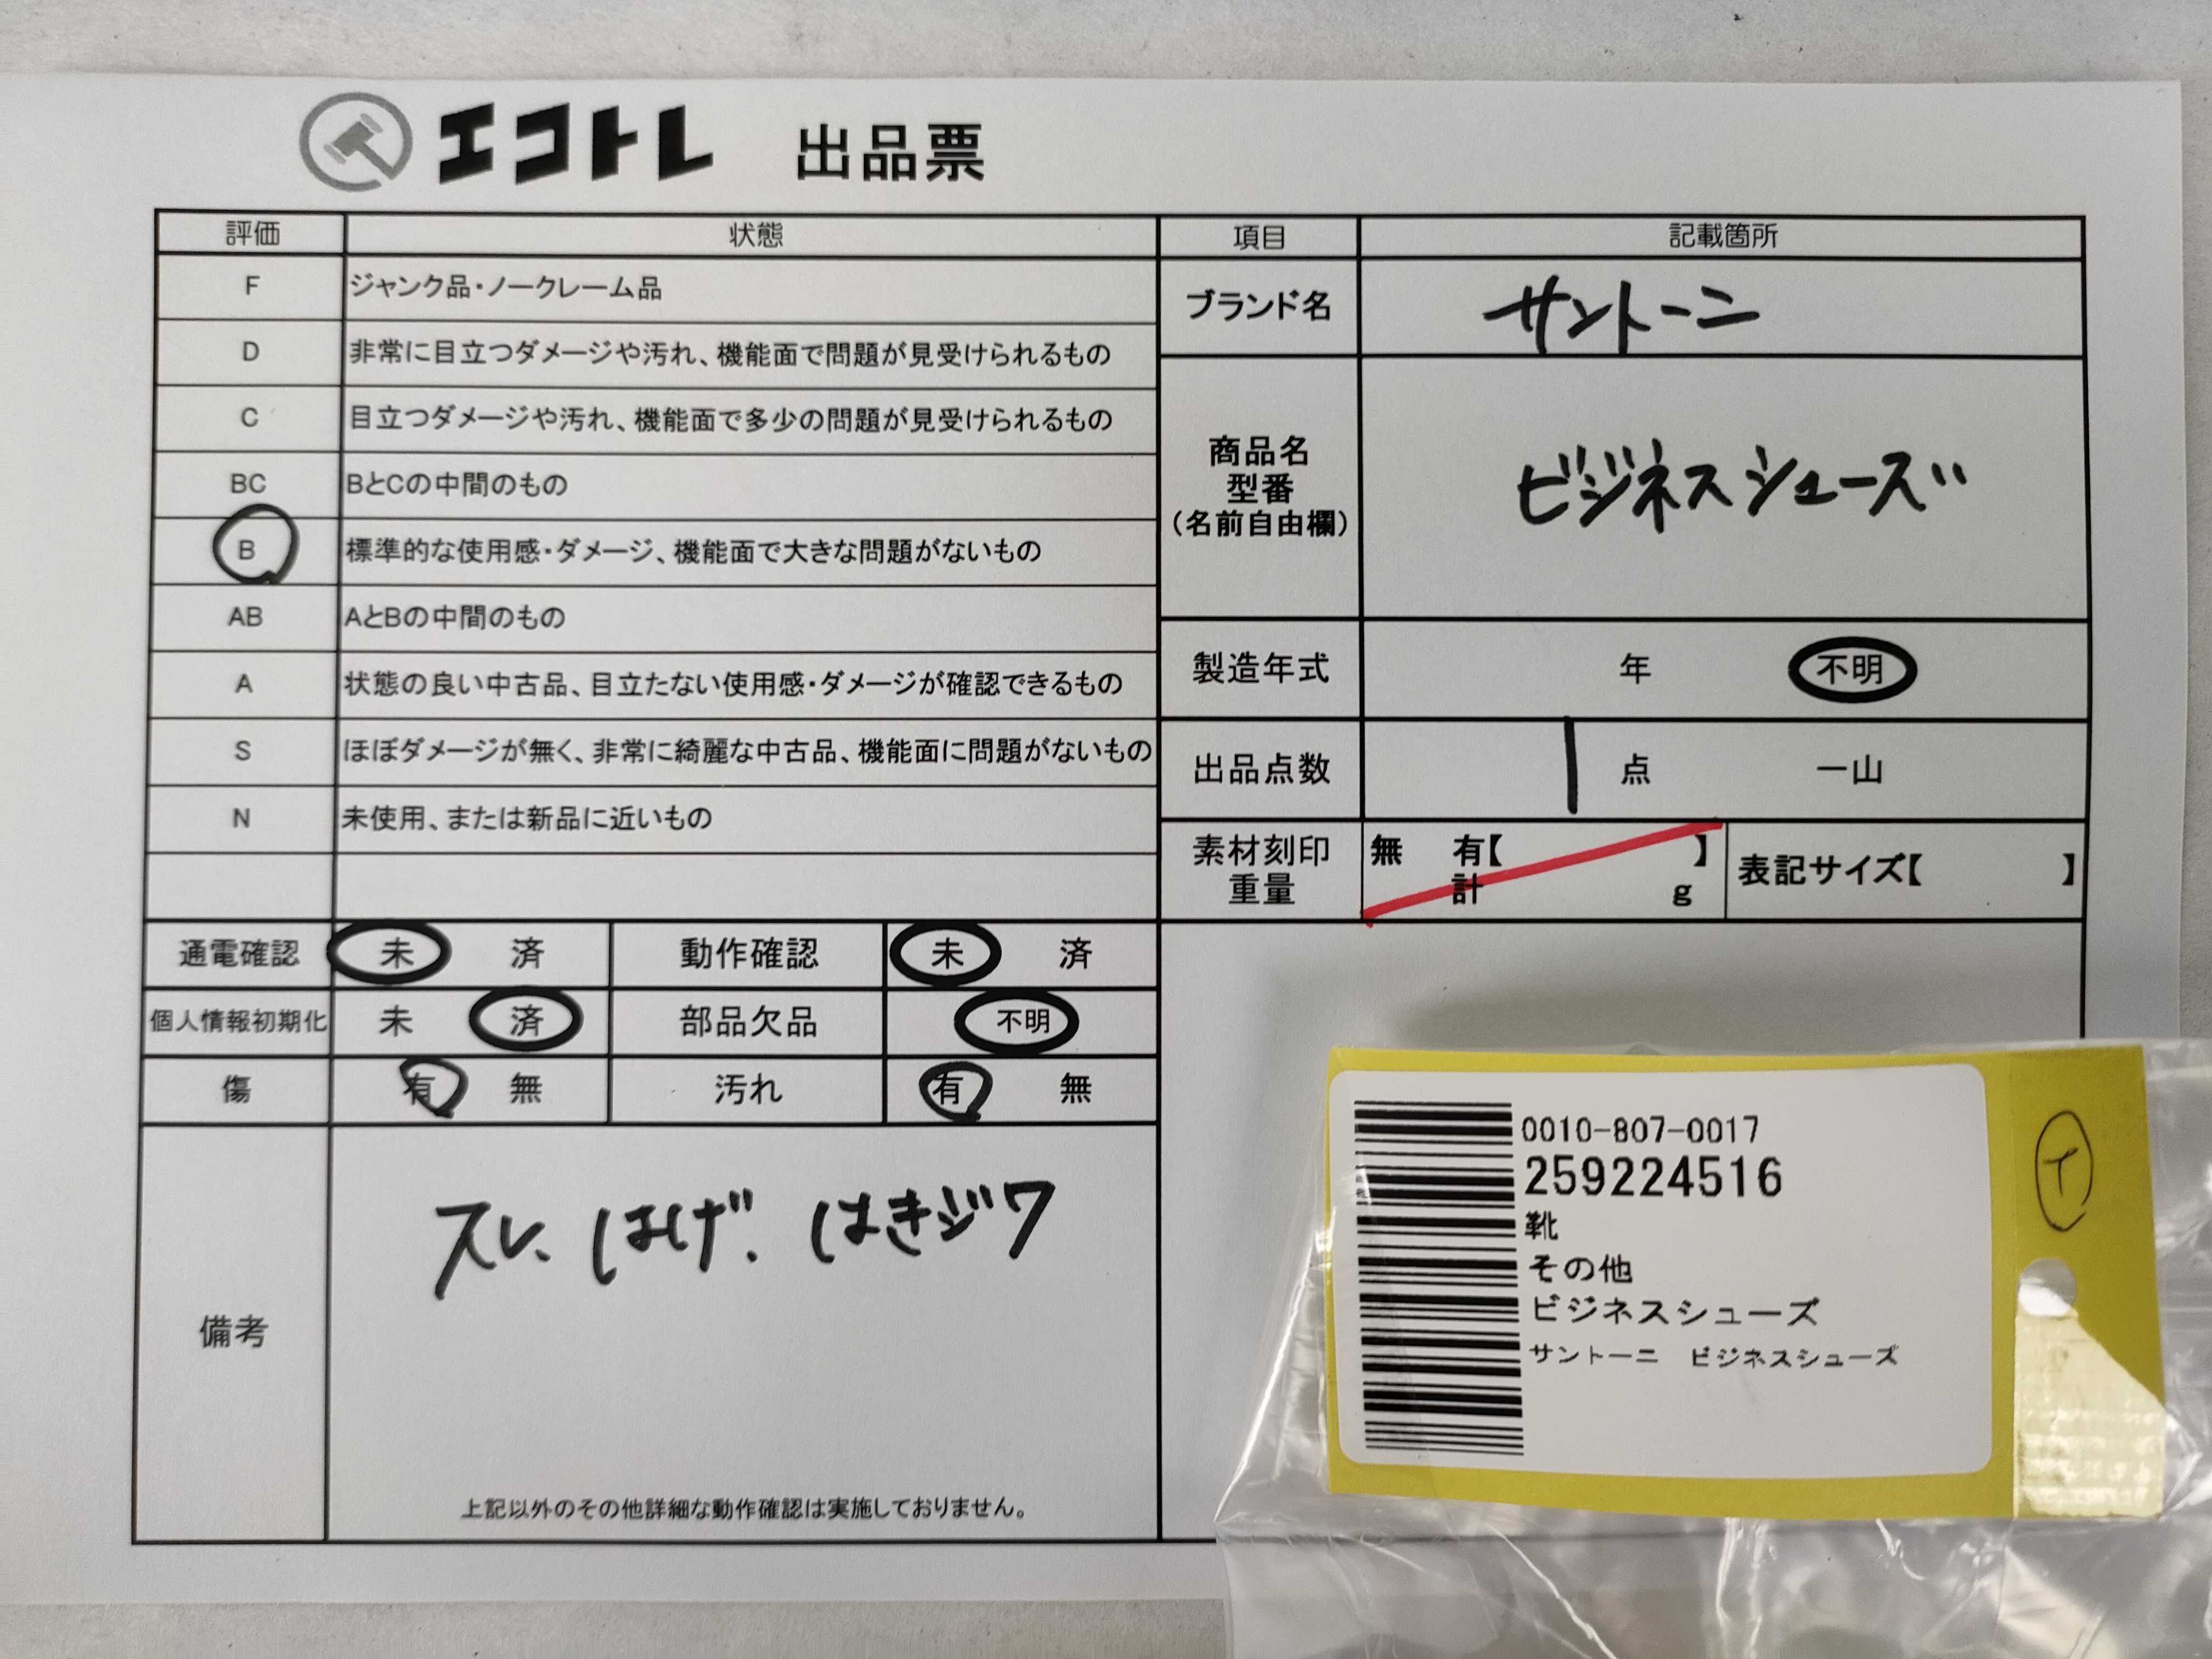 エコトレ 出品票
評価 状態
F ジャンク品・ノークレーム品
D 非常に目立つダメージや汚れ、機能面で問題が見受けられるもの
C 目立つダメージや汚れ、機能面で多少の問題が見受けられるもの
BC BとCの中間のもの
B 標準的な使用感・ダメージ、機能面で大きな問題がないもの
AB AとBの中間のもの
A 状態の良い中古品、目立たない使用感・ダメージが確認できるもの
S ほぼダメージが無く、非常に綺麗な中古品、機能面に問題がないもの
N 未使用、または新品に近いもの
項目 記載箇所
ブランド名 サントーニ
商品名
型番
(名前自由欄)
ビジネスシューズ
製造年式 年 不明
出品点数 1 点 一山
素材刻印 無 有【 】
重量 計 g
表記サイズ【 】
通電確認 未 済 動作確認 未 済
個人情報初期化 未 済 部品欠品 不明
傷 有 無 汚れ 有 無
備考
スレ、はげ、はきジワ
上記以外のその他詳細な動作確認は実施しておりません。
0010-807-0017
259224516
靴
その他
ビジネスシューズ
サントーニ ビジネスシューズ